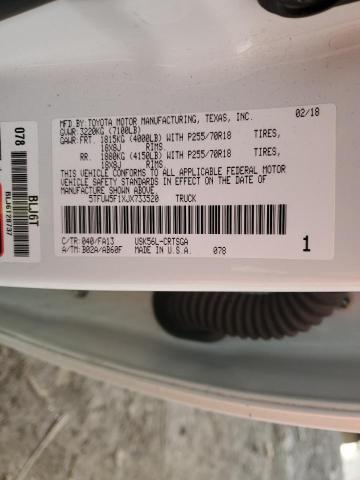 MFD.BY:TOYOTA MOTOR MANUFACTURING, TEXAS, INC. 02/18
GVWR: 3220KG (7100LB)
GAWR:FRT. 1815KG (4000LB) WITH P255/70R18 TIRES,
18X8J RIMS,
RR. 1880KG (4150LB) WITH P255/70R18 TIRES,
18X8J RIMS,
THIS VEHICLE CONFORMS TO ALL APPLICABLE FEDERAL MOTOR
VEHICLE SAFETY STANDARDS IN EFFECT ON THE DATE OF
MANUFACTURE SHOWN ABOVE.
5TFUW5F1XJX733520 TRUCK
C/TR:040/FA13 USK56L-CRTSGA
A/TM:B02A/AB60F MADE IN U.S.A. 078
1
078
BLJ6T